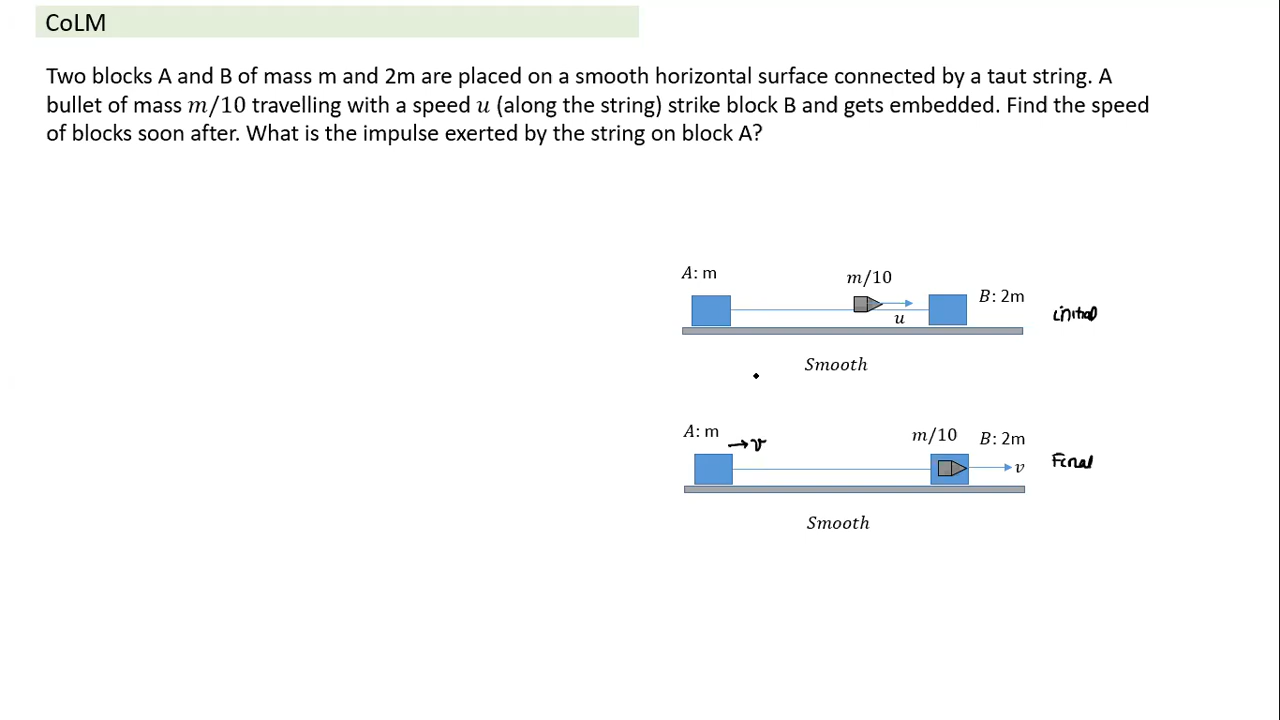 CoLM
Two blocks A and B of mass m and 2m are placed on a smooth horizontal surface connected by a taut string. A
bullet of mass m/10 travelling with a speed u (along the string) strike block B and gets embedded. Find the speed
of blocks soon after. What is the impulse exerted by the string on block A?
A: m
m/10
B: 2m
u
initial
Smooth
A: m
v
m/10
B: 2m
v
Final
Smooth